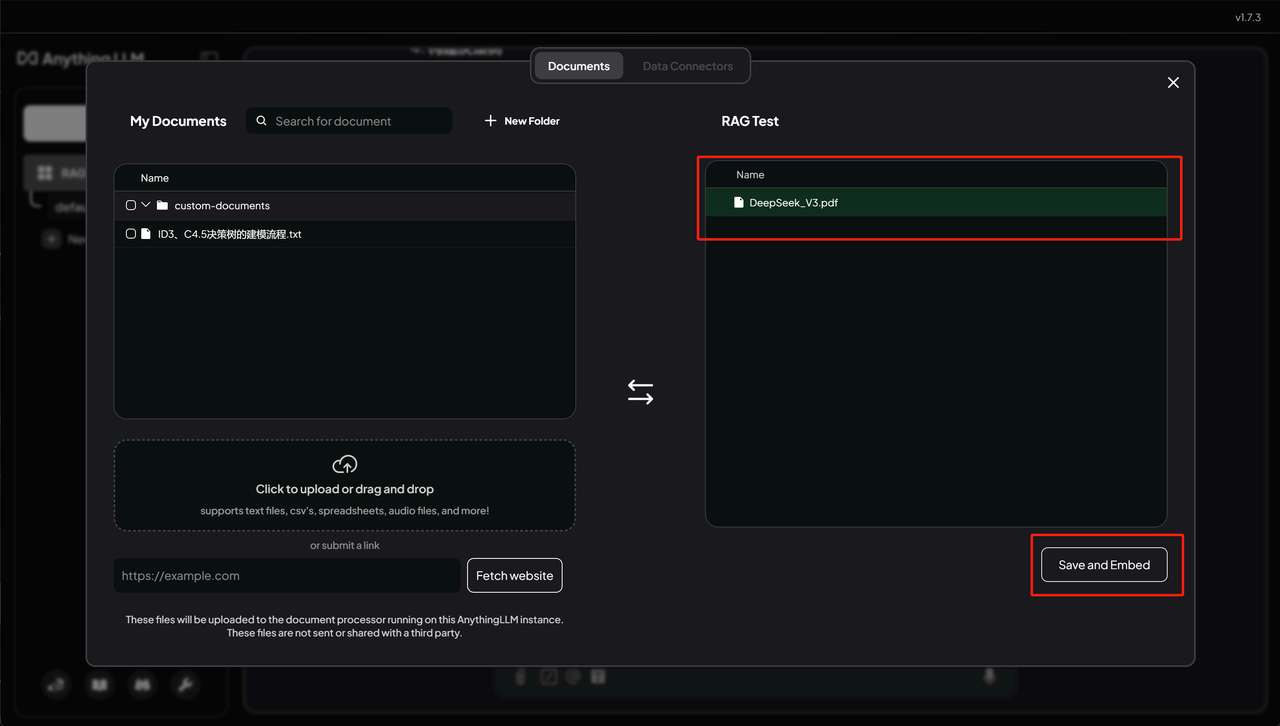 v1.7.3
AnythingLLM
Documents
Data Connectors
My Documents
Search for document
New Folder
RAG Test
Name
custom-documents
ID3、C4.5决策树的建模流程.txt
Name
DeepSeek_V3.pdf
RAG
defau
New
Click to upload or drag and drop
supports text files, csv's, spreadsheets, audio files, and more!
or submit a link
https://example.com
Fetch website
Save and Embed
These files will be uploaded to the document processor running on this AnythingLLM instance.
These files are not sent or shared with a third party.